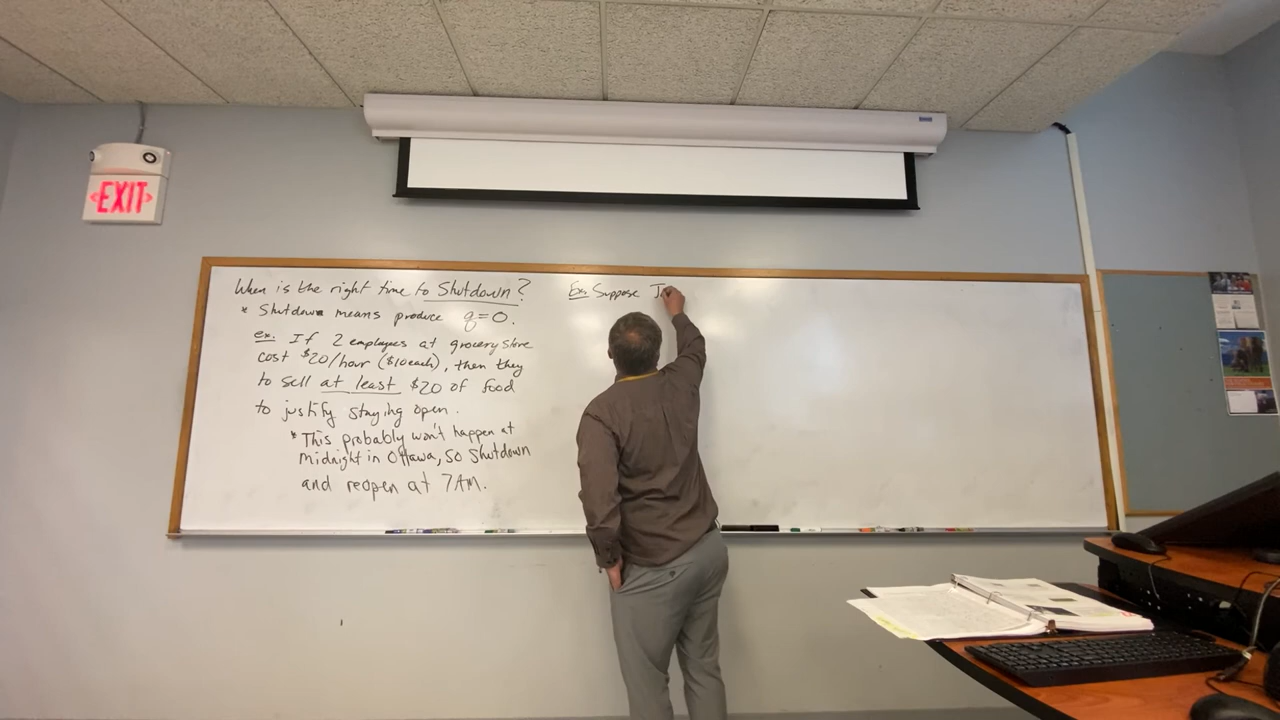 EXIT
When is the right time to Shutdown?
* Shutdown means produce q=0.
ex. If 2 employees at grocery store
cost $20/hour ($10 each), then they
to sell at least $20 of food
to justify staying open.
* This probably won't happen at
Midnight in Ottawa, so Shutdown
and reopen at 7AM.
Ex. Suppose